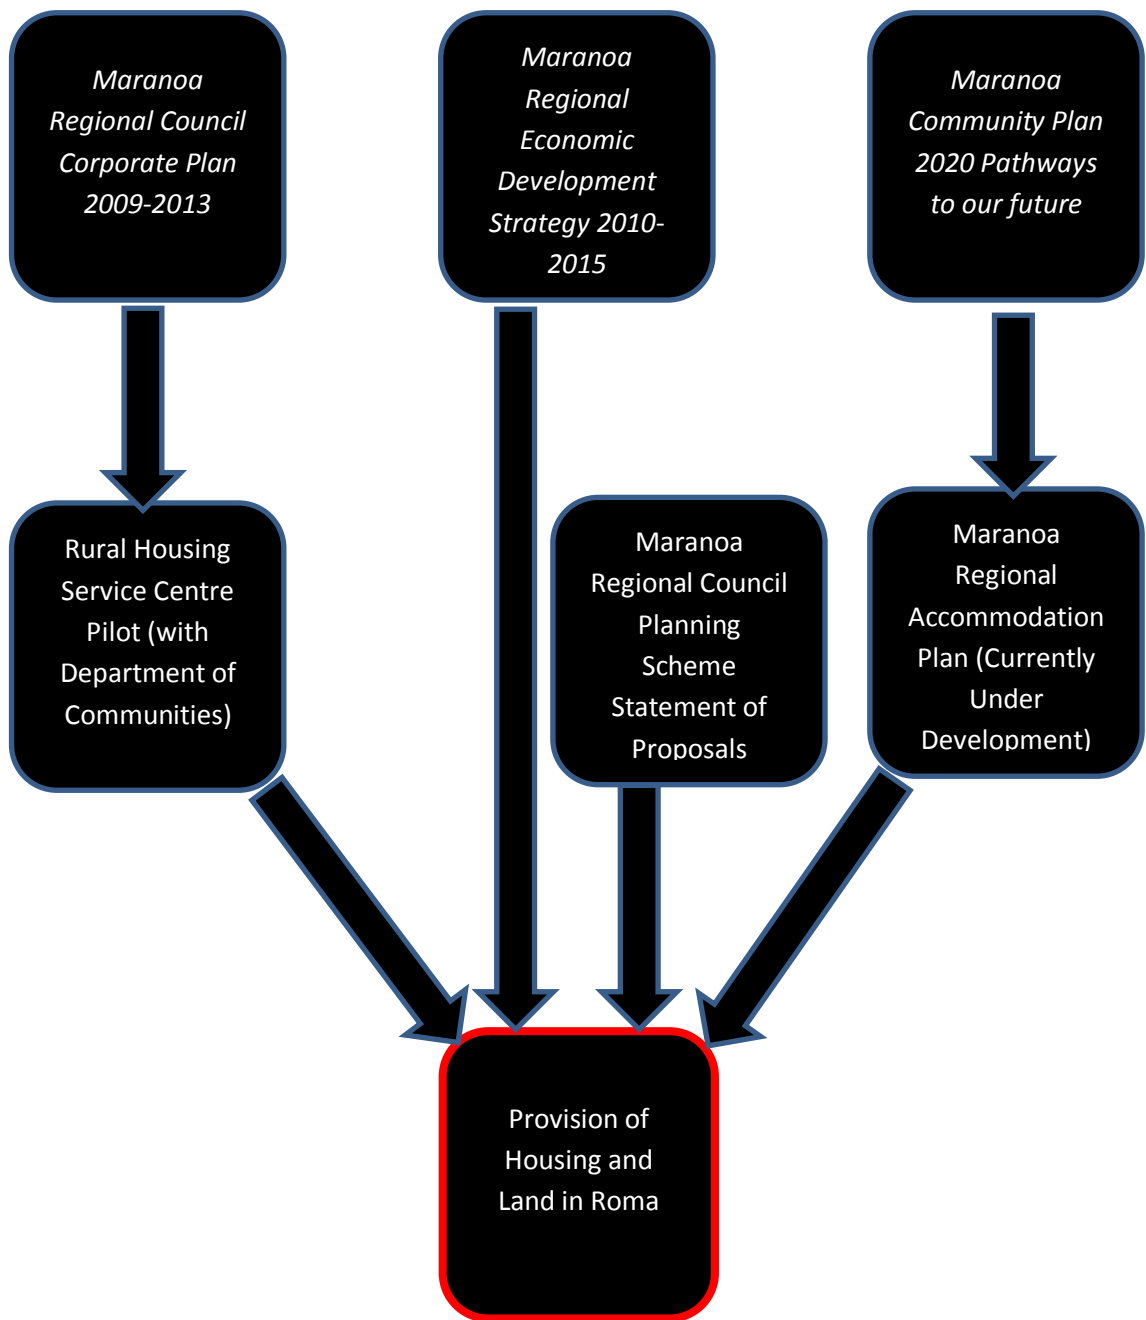 Maranoa
Regional Council
Corporate Plan
2009-2013
Maranoa
Regional
Economic
Development
Strategy 2010-
2015
Maranoa
Community Plan
2020 Pathways
to our future
Rural Housing
Service Centre
Pilot (with
Department of
Communities)
Maranoa
Regional Council
Planning
Scheme
Statement of
Proposals
Maranoa
Regional
Accommodation
Plan (Currently
Under
Development)
Provision of
Housing and
Land in Roma